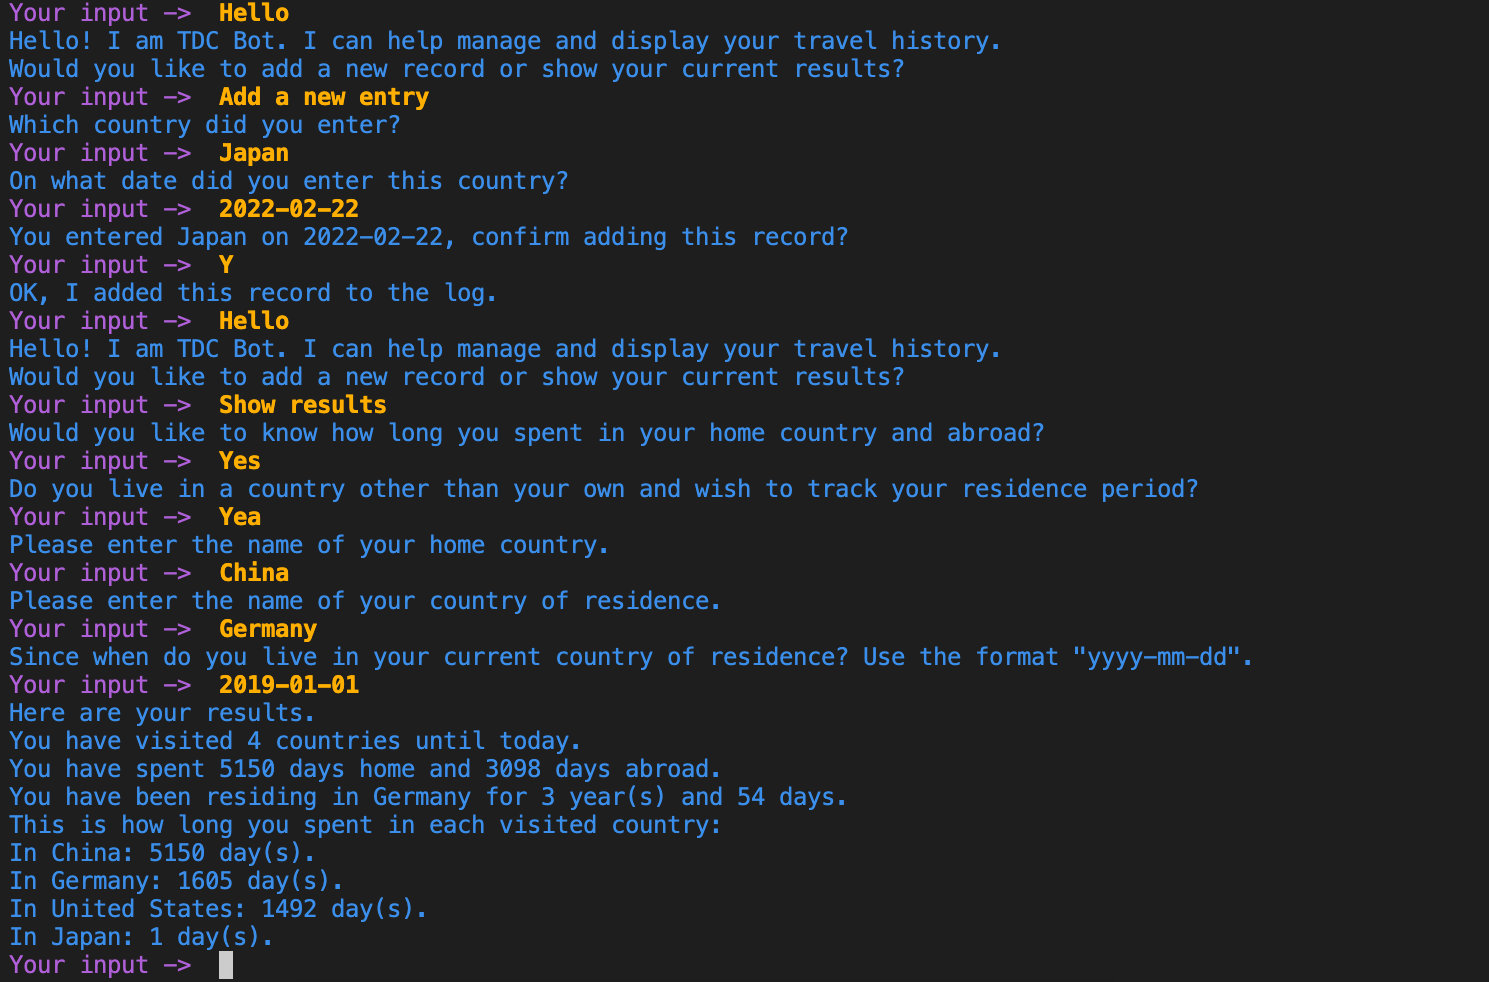 Your input ->  Hello
Hello! I am TDC Bot. I can help manage and display your travel history.
Would you like to add a new record or show your current results?
Your input ->  Add a new entry
Which country did you enter?
Your input ->  Japan
On what date did you enter this country?
Your input ->  2022-02-22
You entered Japan on 2022-02-22, confirm adding this record?
Your input ->  Y
OK, I added this record to the log.
Your input ->  Hello
Hello! I am TDC Bot. I can help manage and display your travel history.
Would you like to add a new record or show your current results?
Your input ->  Show results
Would you like to know how long you spent in your home country and abroad?
Your input ->  Yes
Do you live in a country other than your own and wish to track your residence period?
Your input ->  Yea
Please enter the name of your home country.
Your input ->  China
Please enter the name of your country of residence.
Your input ->  Germany
Since when do you live in your current country of residence? Use the format "yyyy-mm-dd".
Your input ->  2019-01-01
Here are your results.
You have visited 4 countries until today.
You have spent 5150 days home and 3098 days abroad.
You have been residing in Germany for 3 year(s) and 54 days.
This is how long you spent in each visited country:
In China: 5150 day(s).
In Germany: 1605 day(s).
In United States: 1492 day(s).
In Japan: 1 day(s).
Your input ->